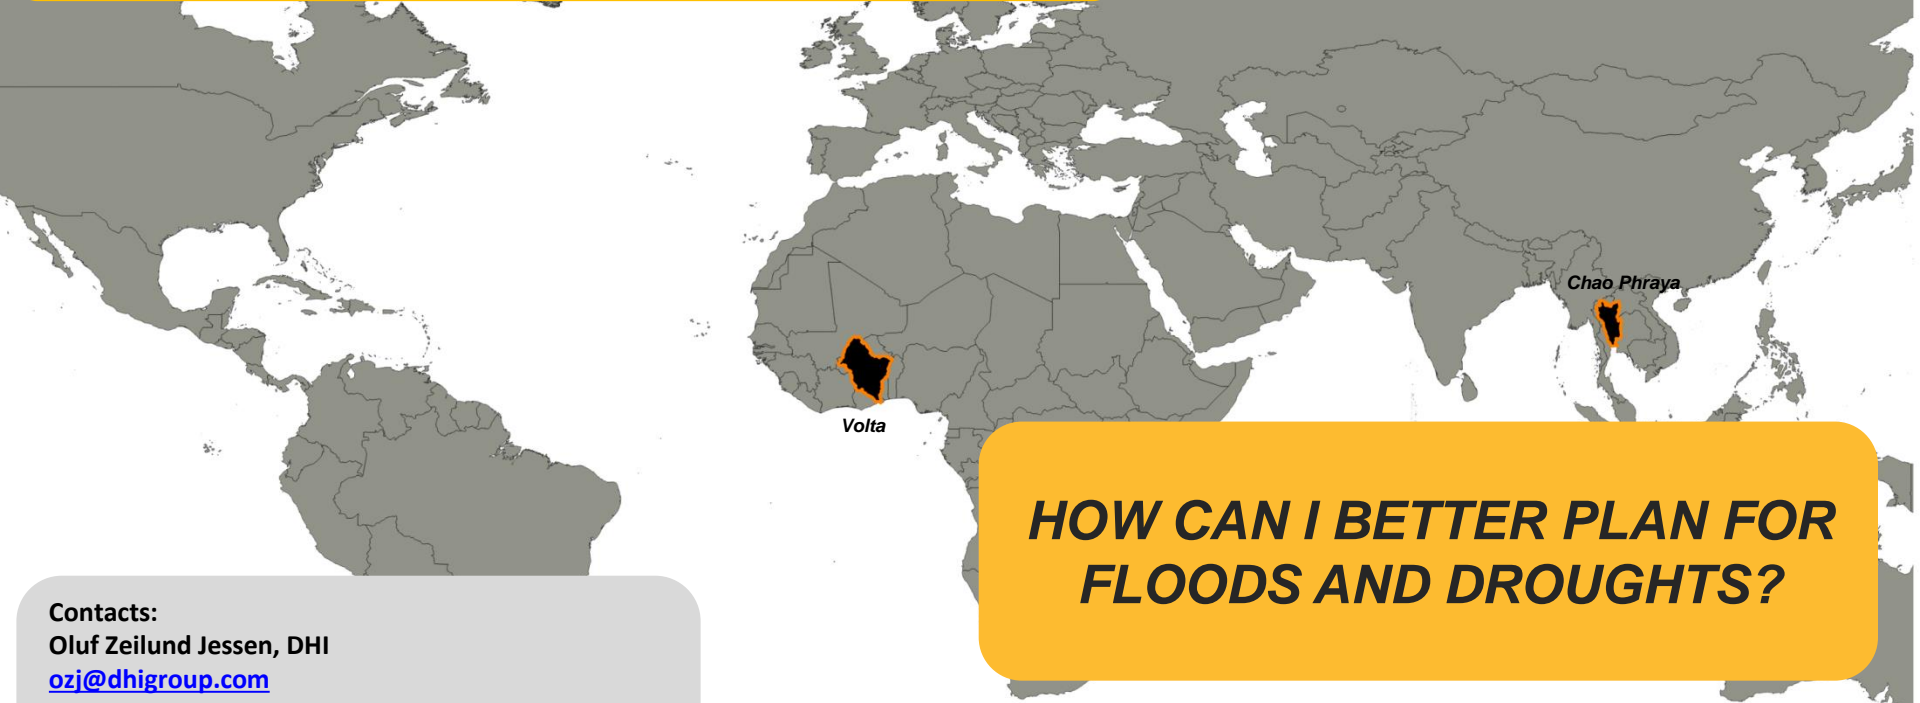 Chao Phraya
Volta
HOW CAN I BETTER PLAN FOR
FLOODS AND DROUGHTS?
Contacts:
Oluf Zeilund Jessen, DHI
ozj@dhigroup.com